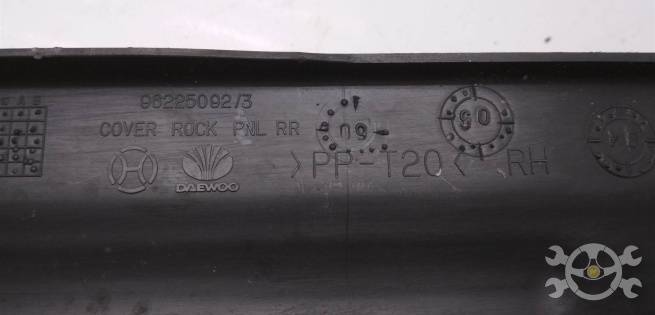 96225092/3
COVER ROCK PNL RR
DAEWOO
>PP-T20< RH